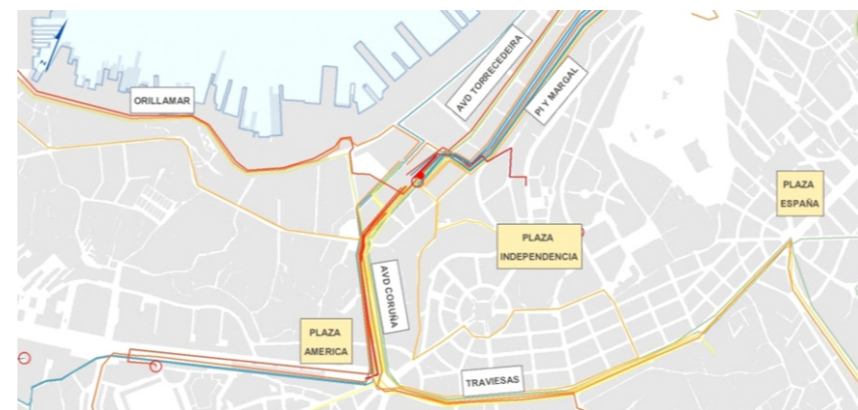 AVD TORRECEDEIRA
ORILLAMAR
PI Y MARGAL
PLAZA
ESPAÑA
PLAZA
INDEPENDENCIA
AVD CORUÑA
PLAZA
AMERICA
TRAVIESAS